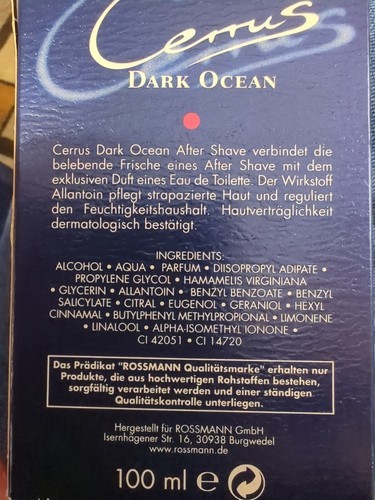 Cerrus
DARK OCEAN
Cerrus Dark Ocean After Shave verbindet die
belebende Frische eines After Shave mit dem
exklusiven Duft eines Eau de Toilette. Der Wirkstoff
Allantoin pflegt strapazierte Haut und reguliert
den Feuchtigkeitshaushalt. Hautverträglichkeit
dermatologisch bestätigt.
INGREDIENTS:
ALCOHOL • AQUA • PARFUM • DIISOPROPYL ADIPATE •
PROPYLENE GLYCOL • HAMAMELIS VIRGINIANA
• GLYCERIN • ALLANTOIN • BENZYL BENZOATE • BENZYL
SALICYLATE • CITRAL • EUGENOL • GERANIOL • HEXYL
CINNAMAL • BUTYLPHENYL METHYLPROPIONAL • LIMONENE
• LINALOOL • ALPHA-ISOMETHYL IONONE •
CI 42051 • CI 14720
Das Prädikat "ROSSMANN Qualitätsmarke" erhalten nur
Produkte, die aus hochwertigen Rohstoffen bestehen,
sorgfältig verarbeitet werden und einer ständigen
Qualitätskontrolle unterliegen.
Hergestellt für ROSSMANN GmbH
Isernhägener Str. 16, 30938 Burgwedel
www.rossmann.de
100 ml e